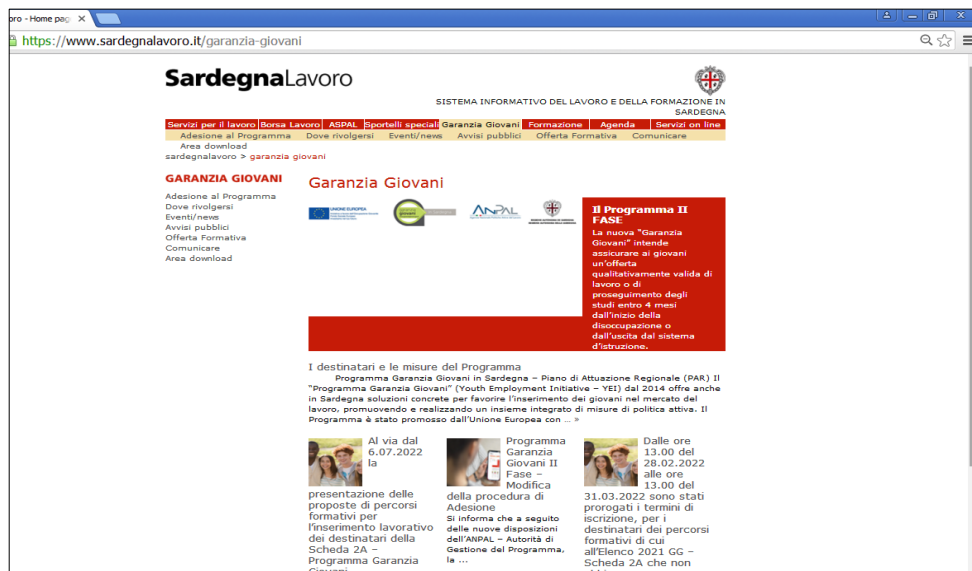 oro - Home pag
https://www.sardegnalavoro.it/garanzia-giovani
SardegnaLavoro
SISTEMA INFORMATIVO DEL LAVORO E DELLA FORMAZIONE IN
SARDEGNA
Servizi per il lavoro Borsa Lavoro ASPAL Sportelli speciali Garanzia Giovani Formazione Agenda Servizi on line
Adesione al Programma Dove rivolgersi Eventi/news Avvisi pubblici Offerta Formativa Comunicare
Area download
sardegnalavoro > garanzia giovani
GARANZIA GIOVANI
Adesione al Programma
Dove rivolgersi
Eventi/news
Avvisi pubblici
Offerta Formativa
Comunicare
Area download
Garanzia Giovani
UNIONE EUROPEA
ANPAL
Il Programma II
FASE
La nuova "Garanzia
Giovani" intende
assicurare ai giovani
un'offerta
qualitativamente valida di
lavoro o di
proseguimento degli
studi entro 4 mesi
dall'inizio della
disoccupazione o
dall'uscita dal sistema
d'istruzione.
I destinatari e le misure del Programma
Programma Garanzia Giovani in Sardegna – Piano di Attuazione Regionale (PAR) Il
"Programma Garanzia Giovani" (Youth Employment Initiative – YEI) dal 2014 offre anche
in Sardegna soluzioni concrete per favorire l'inserimento dei giovani nel mercato del
lavoro, promuovendo e realizzando un insieme integrato di misure di politica attiva. Il
Programma è stato promosso dall'Unione Europea con ... »
Al via dal
6.07.2022
la
presentazione delle
proposte di percorsi
formativi per
l'inserimento lavorativo
dei destinatari della
Scheda 2A –
Programma Garanzia
Giovani
Programma
Garanzia
Giovani II
Fase –
Modifica
della procedura di
Adesione
Si informa che a seguito
delle nuove disposizioni
dell'ANPAL – Autorità di
Gestione del Programma,
la ...
Dalle ore
13.00 del
28.02.2022
alle ore
13.00 del
31.03.2022 sono stati
prorogati i termini di
iscrizione, per i
destinatari dei percorsi
formativi di cui
all'Elenco 2021 GG –
Scheda 2A che non